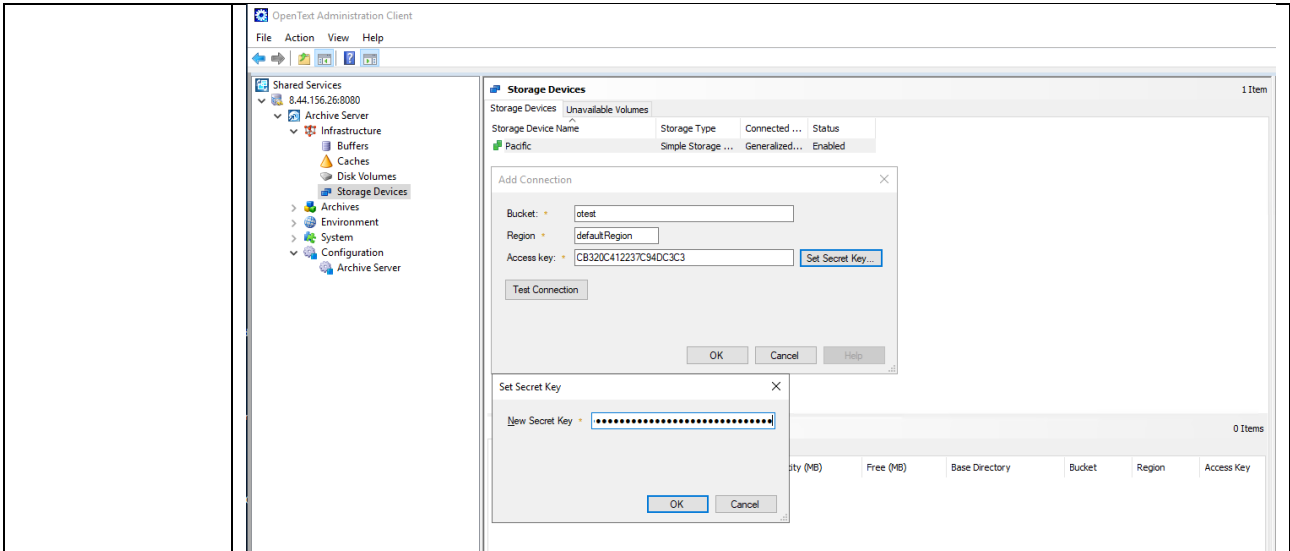 OpenText Administration Client
File Action View Help
Shared Services
8.44.156.26:8080
Archive Server
Infrastructure
Buffers
Caches
Disk Volumes
Storage Devices
Archives
Environment
System
Configuration
Archive Server
Storage Devices 1 Item
Storage Devices Unavailable Volumes
Storage Device Name Storage Type Connected ... Status
Pacific Simple Storage ... Generalized... Enabled
Add Connection
Bucket: * otest
Region * defaultRegion
Access key: * CB320C412237C94DC3C3 Set Secret Key...
Test Connection
OK Cancel Help
Set Secret Key
New Secret Key * ●●●●●●●●●●●●●●●●●●●●●●●●●●●●●●
0 Items
(MB) Free (MB) Base Directory Bucket Region Access Key
OK Cancel